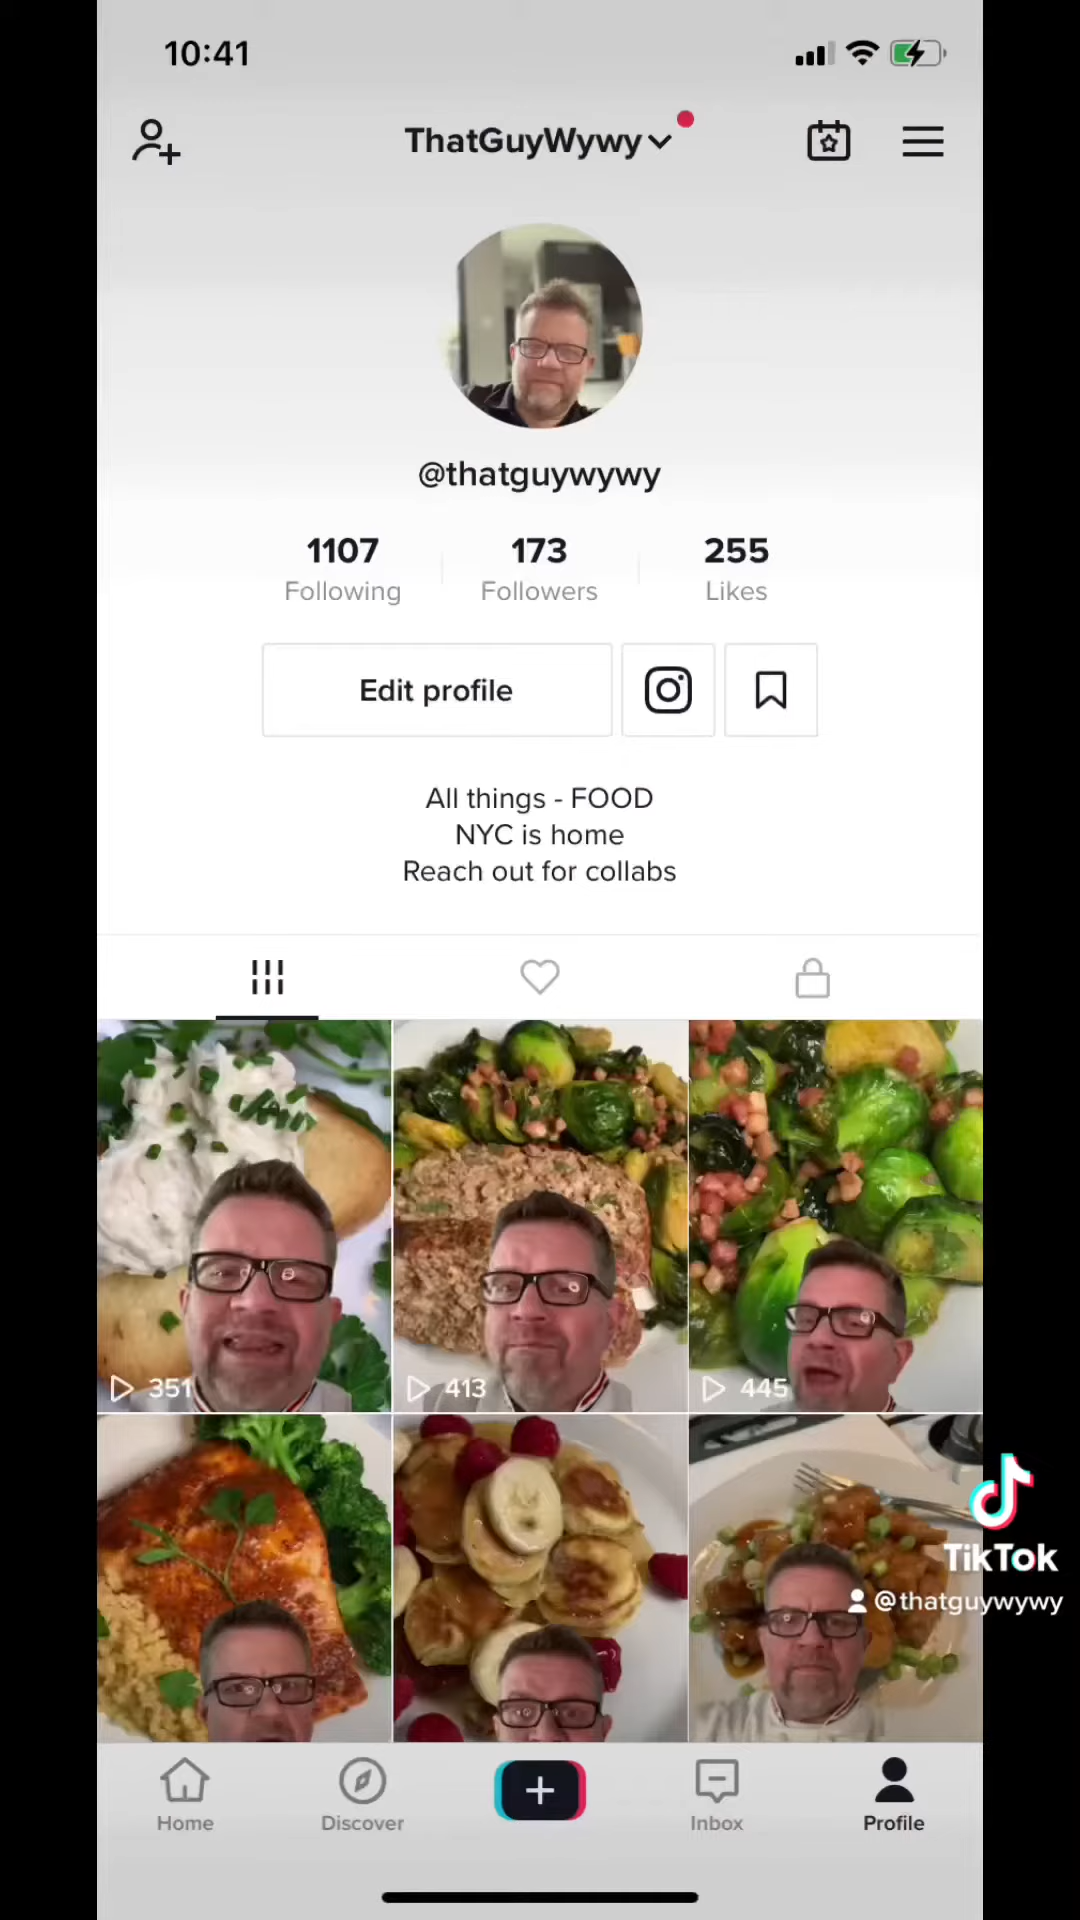 10:41
ThatGuyWywy
@thatguywywy
1107 173 255
Following Followers Likes
Edit profile
All things - FOOD
NYC is home
Reach out for collabs
351 413 445
TikTok
@thatguywywy
Home Discover Inbox Profile